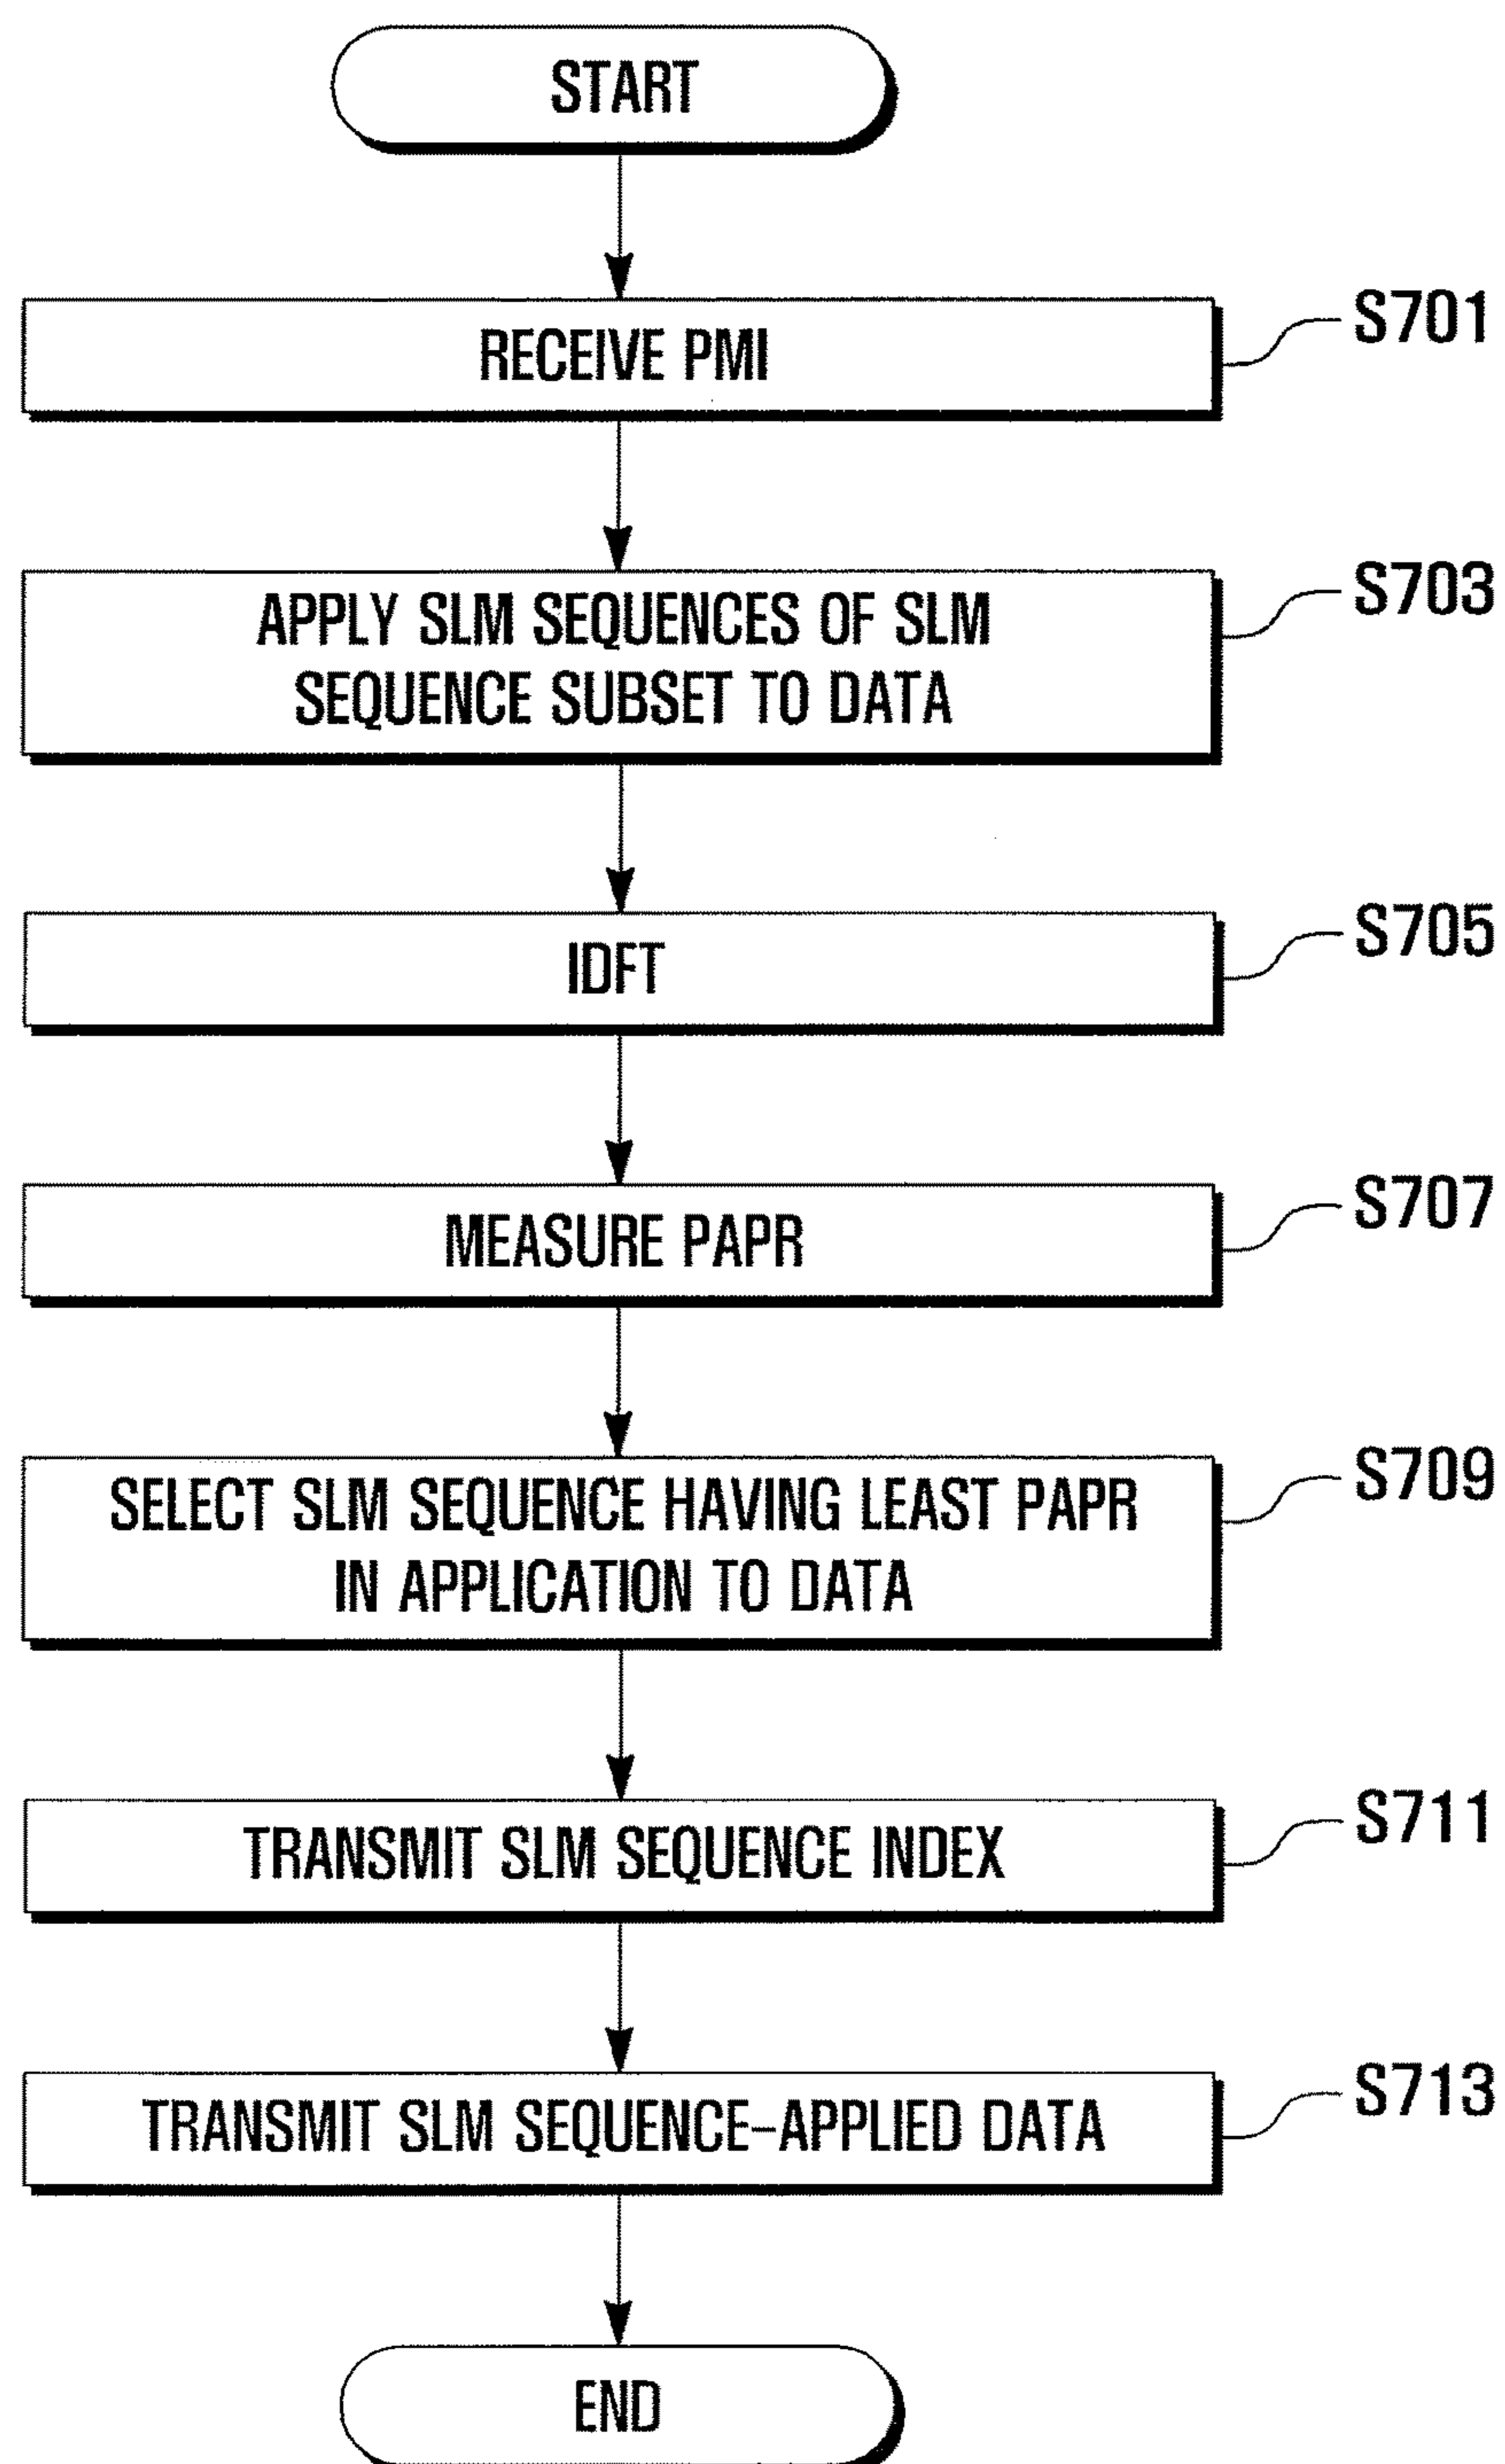 START
RECEIVE PMI
S701
APPLY SLM SEQUENCES OF SLM
SEQUENCE SUBSET TO DATA
S703
IDFT
S705
MEASURE PAPR
S707
SELECT SLM SEQUENCE HAVING LEAST PAPR
IN APPLICATION TO DATA
S709
TRANSMIT SLM SEQUENCE INDEX
S711
TRANSMIT SLM SEQUENCE-APPLIED DATA
S713
END